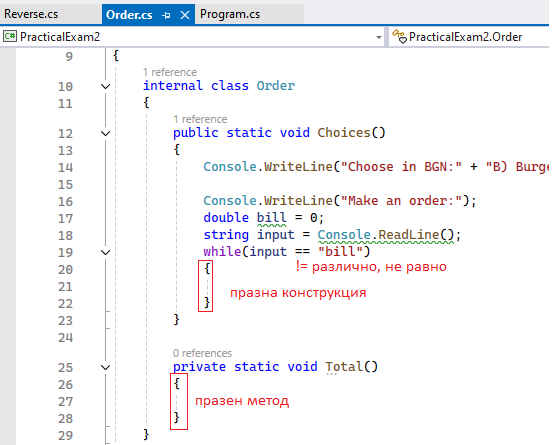 Reverse.cs Order.cs Program.cs
C# PracticalExam2 PracticalExam2.Order
9 {
1 reference
10 internal class Order
11 {
1 reference
12 public static void Choices()
13 {
14 Console.WriteLine("Choose in BGN:" + "B) Burge
15
16 Console.WriteLine("Make an order:");
17 double bill = 0;
18 string input = Console.ReadLine();
19 while(input == "bill")
20 { != различно, не равно
21 празна конструкция
22 }
23 }
24
0 references
25 private static void Total()
26 {
27 празен метод
28 }
29 }